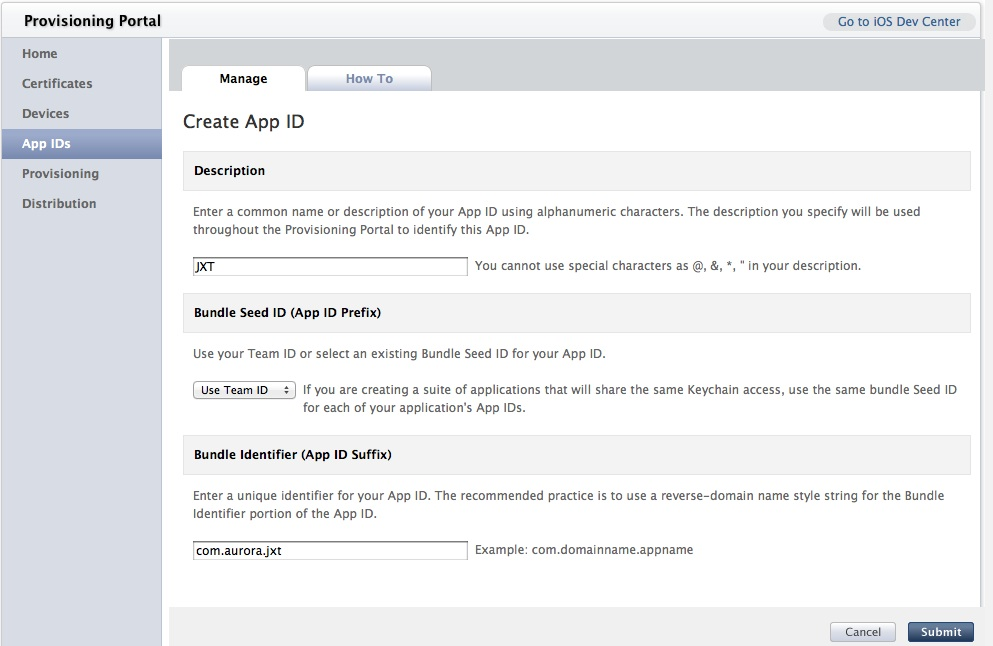 Provisioning Portal
Go to iOS Dev Center
Home
Certificates
Devices
App IDs
Provisioning
Distribution
Manage
How To
Create App ID
Description
Enter a common name or description of your App ID using alphanumeric characters. The description you specify will be used
throughout the Provisioning Portal to identify this App ID.
JXT
You cannot use special characters as @, &, *, " in your description.
Bundle Seed ID (App ID Prefix)
Use your Team ID or select an existing Bundle Seed ID for your App ID.
Use Team ID
If you are creating a suite of applications that will share the same Keychain access, use the same bundle Seed ID
for each of your application's App IDs.
Bundle Identifier (App ID Suffix)
Enter a unique identifier for your App ID. The recommended practice is to use a reverse-domain name style string for the Bundle
Identifier portion of the App ID.
com.aurora.jxt
Example: com.domainname.appname
Cancel
Submit